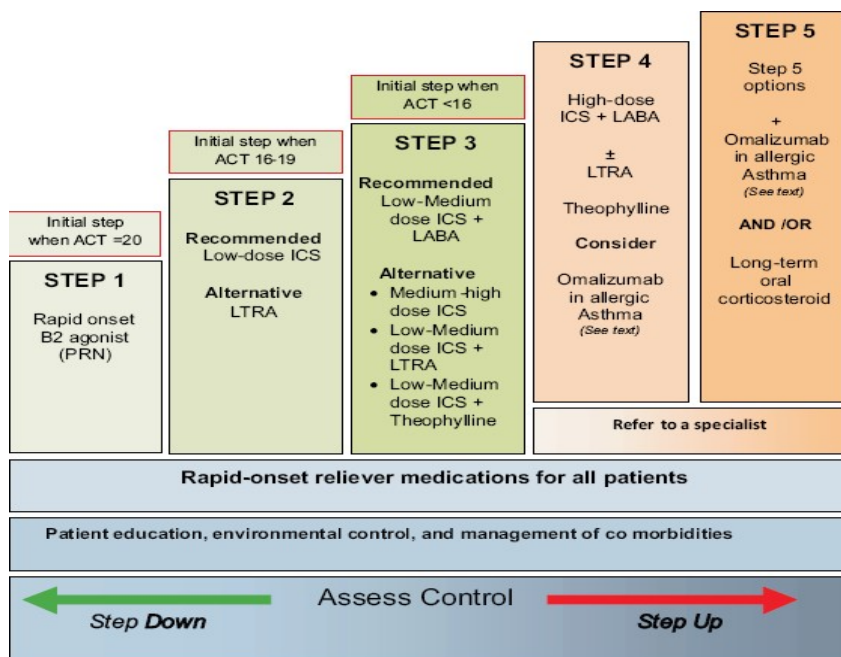 Initial step
when ACT =20
STEP 1
Rapid onset
B2 agonist
(PRN)
Initial step when
ACT 16-19
STEP 2
Recommended
Low-dose ICS
Alternative
LTRA
Initial step when
ACT <16
STEP 3
Recommended
Low-Medium
dose ICS +
LABA
Alternative
• Medium-high
dose ICS
• Low-Medium
dose ICS +
LTRA
• Low-Medium
dose ICS +
Theophylline
STEP 4
High-dose
ICS + LABA
±
LTRA
Theophylline
Consider
Omalizumab
in allergic
Asthma
(See text)
STEP 5
Step 5
options
+
Omalizumab
in allergic
Asthma
(See text)
AND /OR
Long-term
oral
corticosteroid
Refer to a specialist
Rapid-onset reliever medications for all patients
Patient education, environmental control, and management of co morbidities
Assess Control
Step Down
Step Up